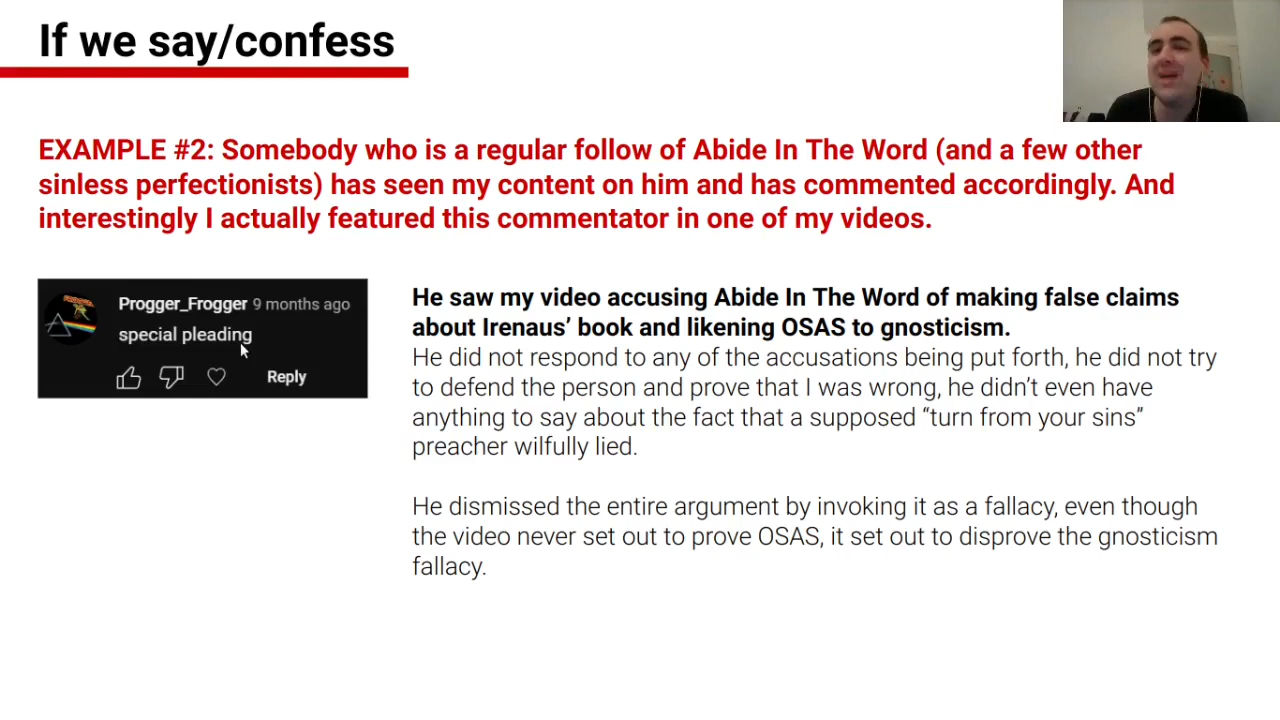 If we say/confess
EXAMPLE #2: Somebody who is a regular follow of Abide In The Word (and a few other
sinless perfectionists) has seen my content on him and has commented accordingly. And
interestingly I actually featured this commentator in one of my videos.
Progger_Frogger 9 months ago
special pleading
Reply
He saw my video accusing Abide In The Word of making false claims
about Irenaus’ book and likening OSAS to gnosticism.
He did not respond to any of the accusations being put forth, he did not try
to defend the person and prove that I was wrong, he didn’t even have
anything to say about the fact that a supposed “turn from your sins”
preacher wilfully lied.
He dismissed the entire argument by invoking it as a fallacy, even though
the video never set out to prove OSAS, it set out to disprove the gnosticism
fallacy.